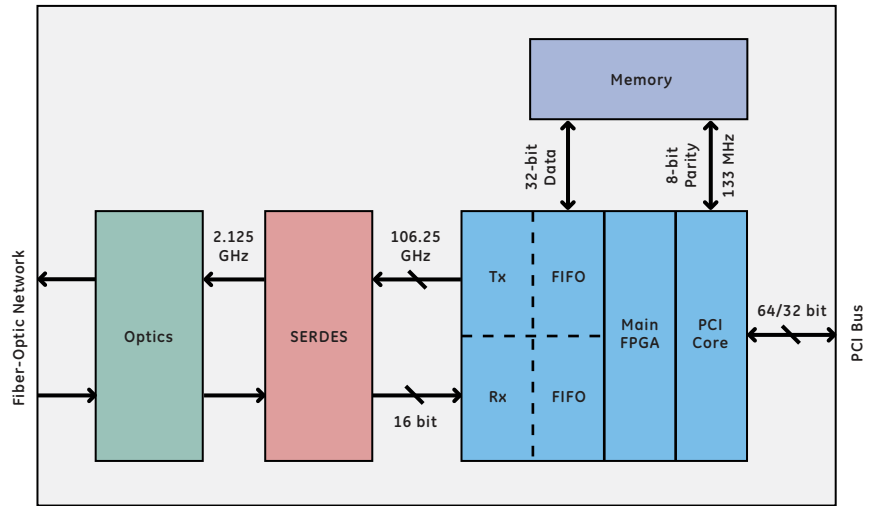 Memory
32-bit
Data
8-bit
Parity
133 MHz
2.125
GHz
106.25
GHz
Tx
FIFO
64/32 bit
Fiber-Optic Network
Optics
SERDES
Main
FPGA
PCI
Core
PCI Bus
Rx
FIFO
16 bit